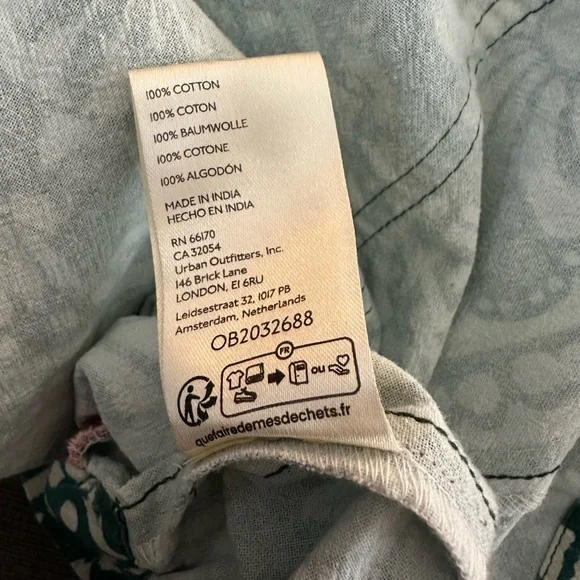 100% COTTON
100% COTON
100% BAUMWOLLE
100% COTONE
100% ALGODÓN
MADE IN INDIA
HECHO EN INDIA
RN 66170
CA 32054
Urban Outfitters, Inc.
146 Brick Lane
LONDON, E1 6RU
Leidsestraat 32, 1017 PB
Amsterdam, Netherlands
OB2032688
FR
OU
quefairedemesdechets.fr